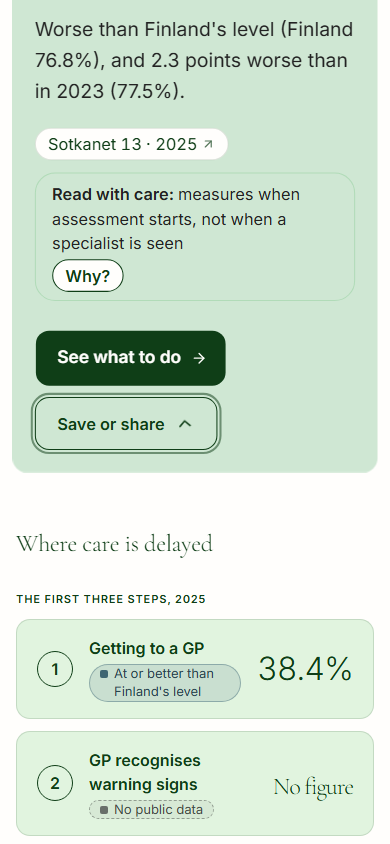 Worse than Finland's level (Finland
76.8%), and 2.3 points worse than
in 2023 (77.5%).
Sotkanet 13 · 2025 ↗
Read with care: measures when
assessment starts, not when a
specialist is seen
Why?
See what to do →
Save or share
Where care is delayed
THE FIRST THREE STEPS, 2025
1
Getting to a GP
At or better than
Finland's level
38.4%
2
GP recognises
warning signs
No public data
No figure